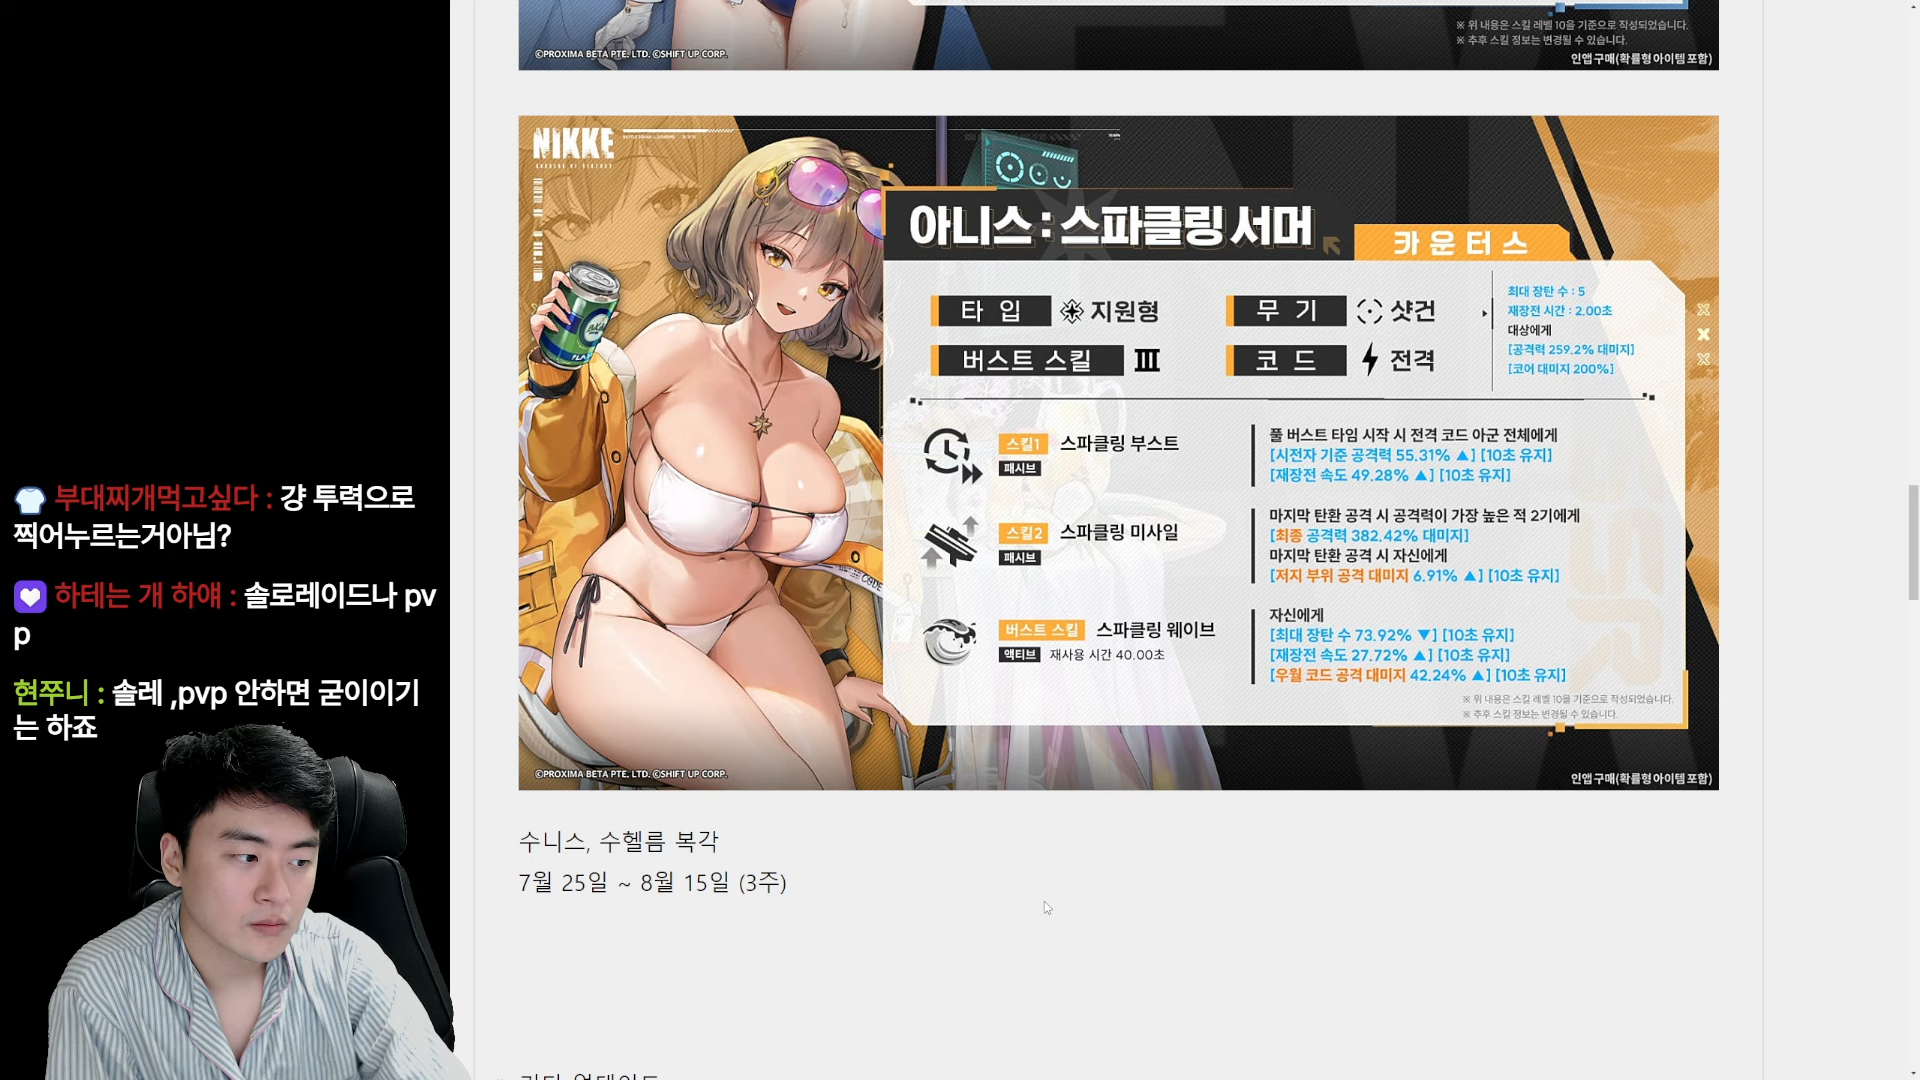 ※ 위 내용은 스킬 레벨 10을 기준으로 작성되었습니다.
※ 추후 스킬 정보는 변경될 수 있습니다.
©PROXIMA BETA PTE. LTD. ©SHIFT UP CORP.
인앱구매(확률형아이템포함)
NIKKE
아니스 : 스파클링 서머
카운터스
타입 지원형
무기 샷건
버스트 스킬 III
코드 전격
최대 장탄 수 : 5
재장전 시간 : 2.00초
대상에게
[공격력 259.2% 대미지]
[코어 대미지 200%]
스킬1 스파클링 부스트
패시브
풀 버스트 타임 시작 시 전격 코드 아군 전체에게
[시전자 기준 공격력 55.31% ▲] [10초 유지]
[재장전 속도 49.28% ▲] [10초 유지]
스킬2 스파클링 미사일
패시브
마지막 탄환 공격 시 공격력이 가장 높은 적 2기에게
[최종 공격력 382.42% 대미지]
마지막 탄환 공격 시 자신에게
[저지 부위 공격 대미지 6.91% ▲] [10초 유지]
버스트 스킬 스파클링 웨이브
액티브 재사용 시간 40.00초
자신에게
[최대 장탄 수 73.92% ▼] [10초 유지]
[재장전 속도 27.72% ▲] [10초 유지]
[우월 코드 공격 대미지 42.24% ▲] [10초 유지]
※ 위 내용은 스킬 레벨 10을 기준으로 작성되었습니다.
※ 추후 스킬 정보는 변경될 수 있습니다.
©PROXIMA BETA PTE. LTD. ©SHIFT UP CORP.
인앱구매(확률형아이템포함)
수니스, 수헬름 복각
7월 25일 ~ 8월 15일 (3주)
부대찌개먹고싶다 : 걍 투력으로
찍어누르는거아님?
하테는 개 하얘 : 솔로레이드나 pv
p
현쭈니 : 솔레 ,pvp 안하면 굳이이기
는 하죠